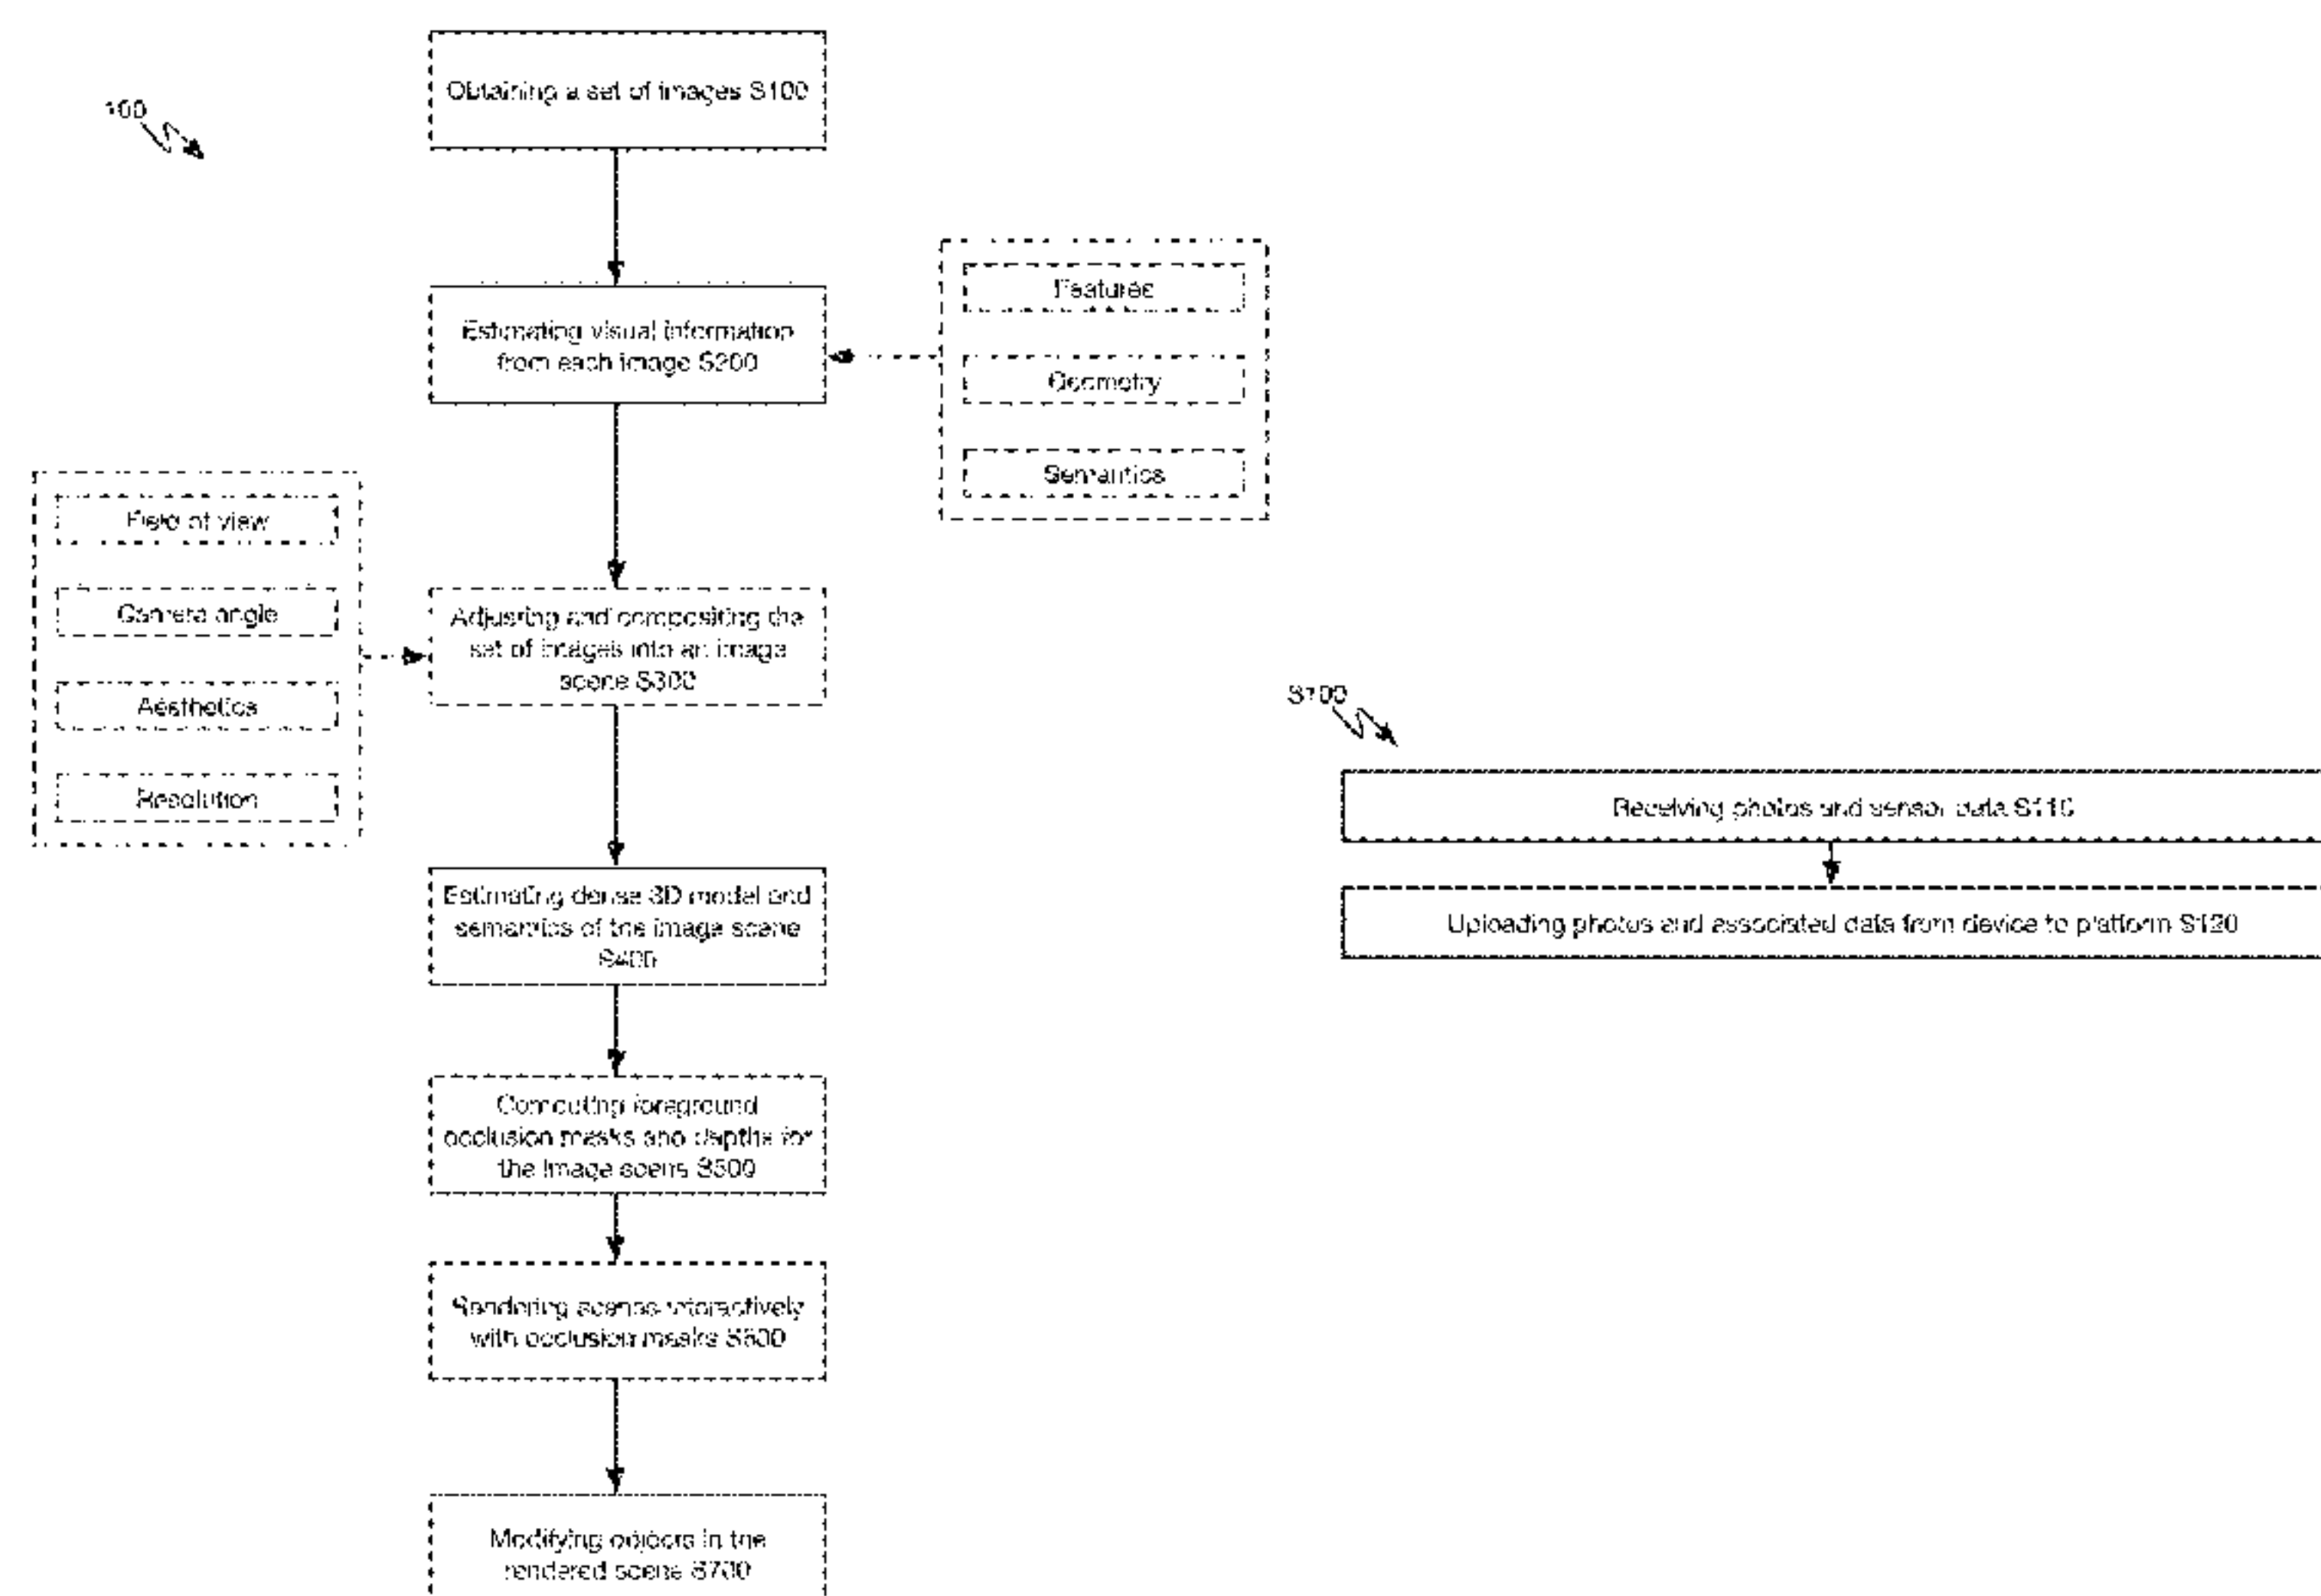 100
Obtaining a set of images S100
Estimating visual information
from each image S200
Features
Geometry
Semantics
Field of view
Camera angle
Aesthetics
Resolution
Adjusting and compositing the
set of images into an image
scene S300
Estimating dense 3D model and
semantics of the image scene
S400
Computing foreground
occlusion masks and depths for
the image scene S500
Rendering scenes interactively
with occlusion masks S600
Modifying objects in the
rendered scene S700
S100
Receiving photos and sensor data S110
Uploading photos and associated data from device to platform S120